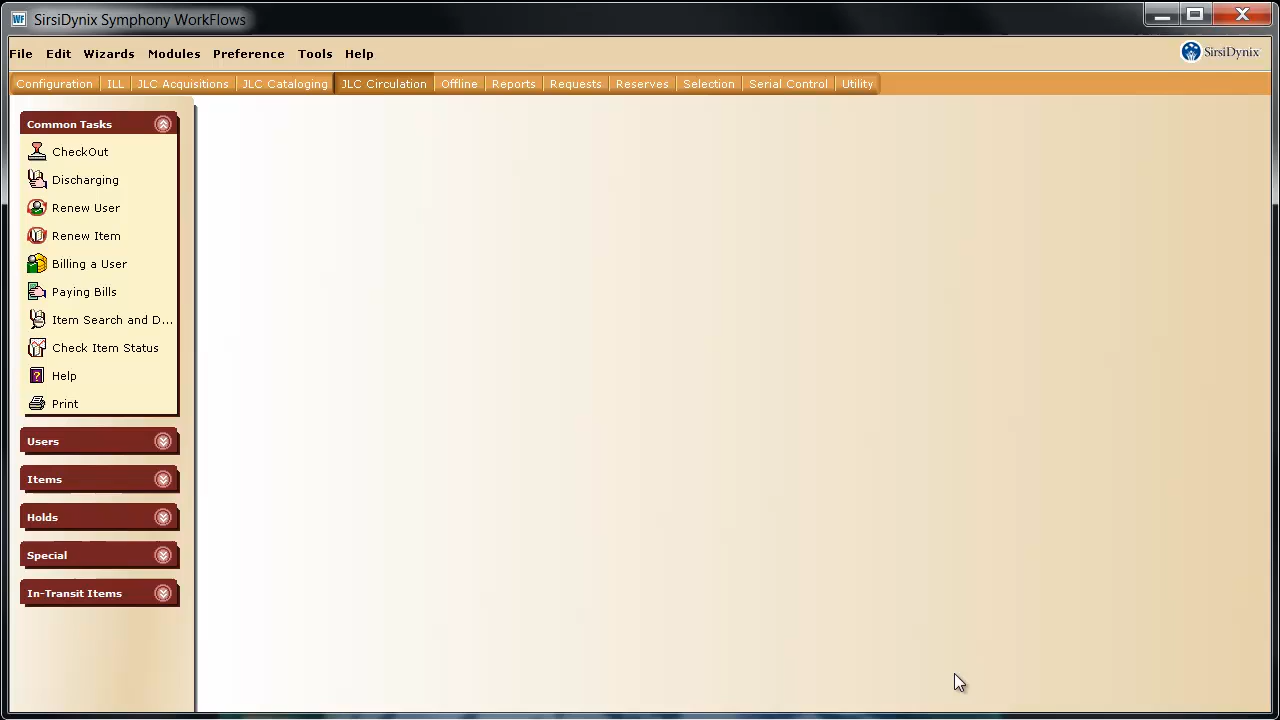 WF SirsiDynix Symphony WorkFlows
File Edit Wizards Modules Preference Tools Help
SirsiDynix
Configuration ILL JLC Acquisitions JLC Cataloging JLC Circulation Offline Reports Requests Reserves Selection Serial Control Utility
Common Tasks
CheckOut
Discharging
Renew User
Renew Item
Billing a User
Paying Bills
Item Search and D...
Check Item Status
? Help
Print
Users
Items
Holds
Special
In-Transit Items